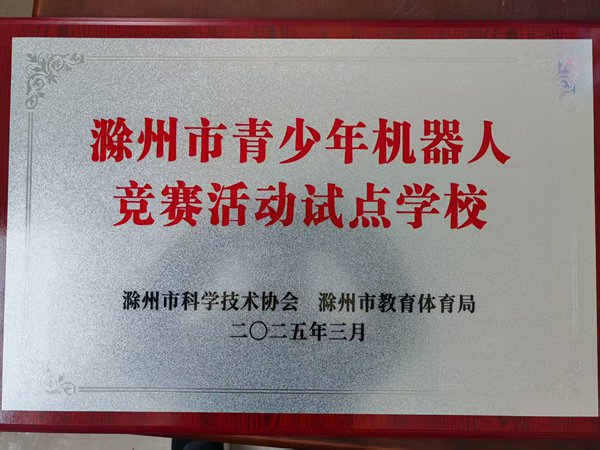 滁州市青少年机器人
竞赛活动试点学校
滁州市科学技术协会 滁州市教育体育局
二〇二五年三月